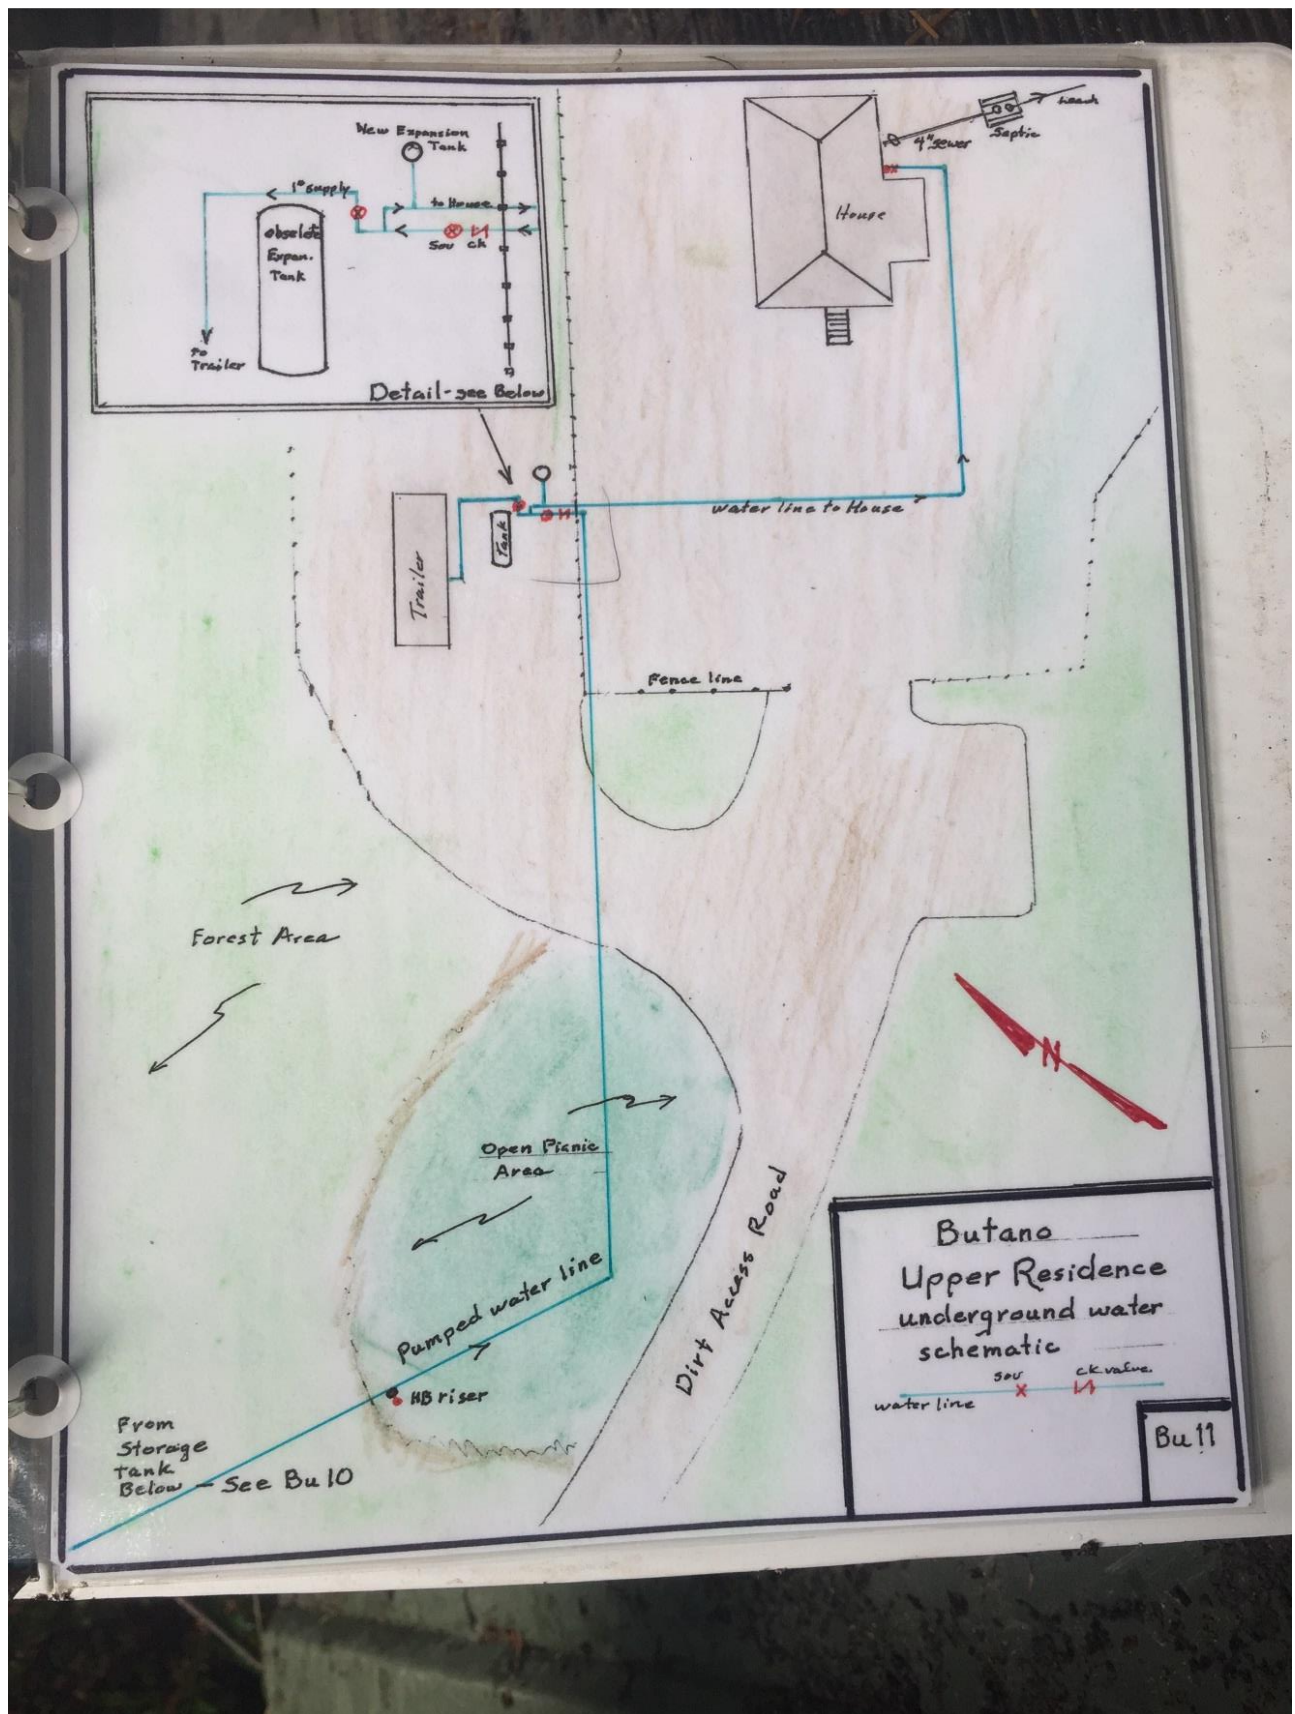 New Expansion
Tank
1" supply
to House
obsolete
Expan.
Tank
SOV CK
To
Trailer
Detail-see Below
leach
Septic
4" sewer
House
water line to House
Tank
Trailer
Fence line
Forest Area
N
Open Picnic
Area
Pumped water line
HB riser
Dirt Access Road
From
Storage
tank
Below - See Bu 10
Butano
Upper Residence
underground water
schematic
sov ck valve
water line
Bu 11